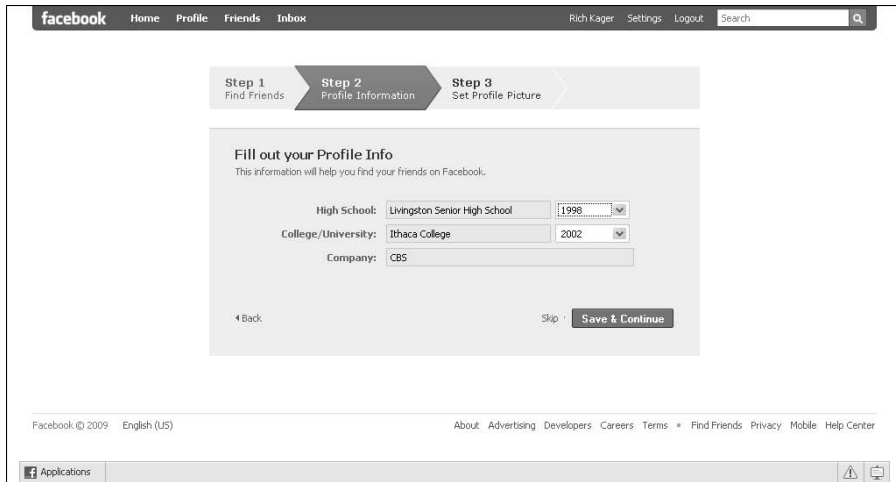 facebook Home Profile Friends Inbox Rich Kager Settings Logout Search
Step 1 Step 2 Step 3
Find Friends Profile Information Set Profile Picture
Fill out your Profile Info
This information will help you find your friends on Facebook.
High School: Livingston Senior High School 1998
College/University: Ithaca College 2002
Company: CBS
Back Skip · Save & Continue
Facebook © 2009 English (US) About Advertising Developers Careers Terms Find Friends Privacy Mobile Help Center
f Applications